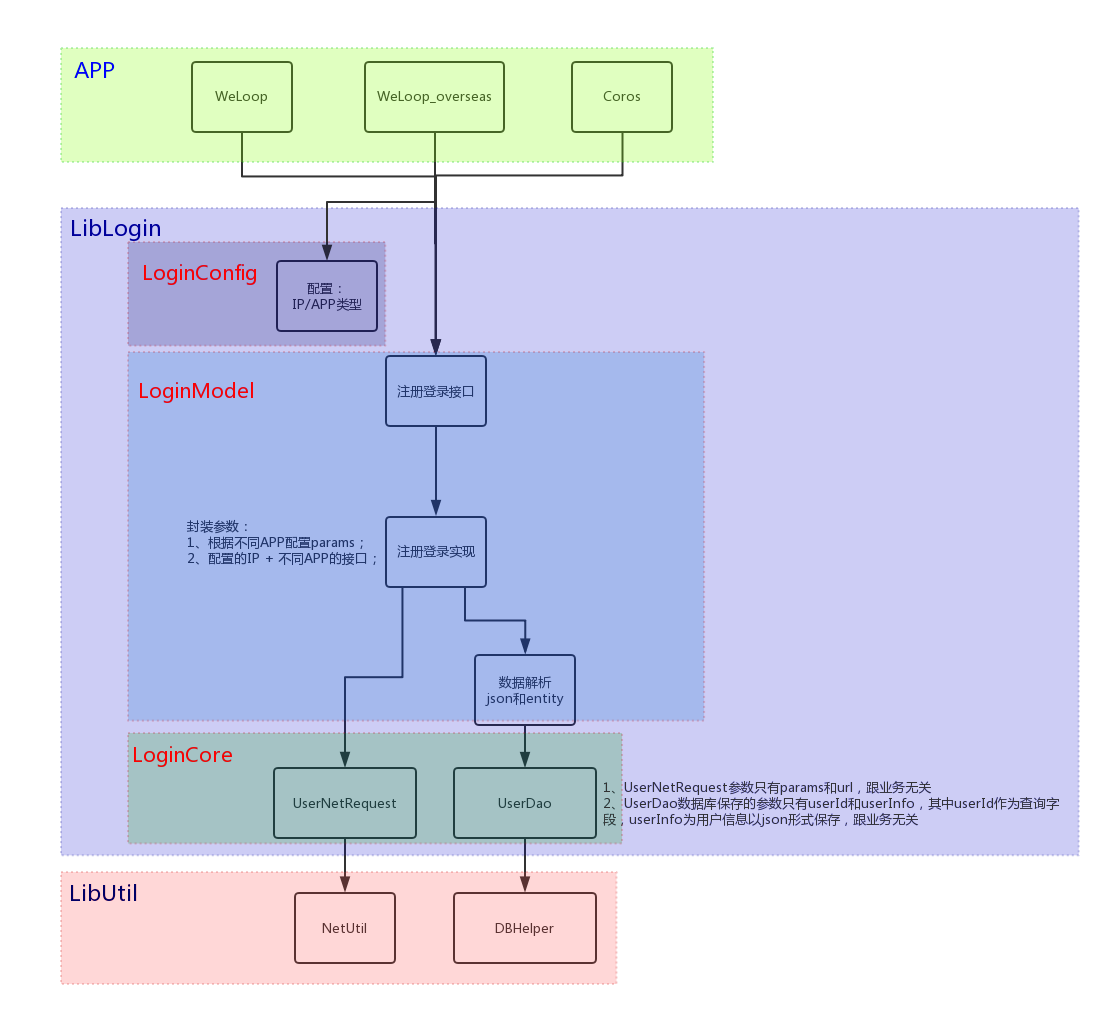 APP
WeLoop
WeLoop_overseas
Coros
LibLogin
LoginConfig
配置：
IP/APP类型
LoginModel
注册登录接口
封装参数：
1、根据不同APP配置params；
2、配置的IP + 不同APP的接口；
注册登录实现
数据解析
json和entity
LoginCore
UserNetRequest
UserDao
1、UserNetRequest参数只有params和url，跟业务无关
2、UserDao数据库保存的参数只有userId和userInfo，其中userId作为查询字
段，userInfo为用户信息以json形式保存，跟业务无关
LibUtil
NetUtil
DBHelper